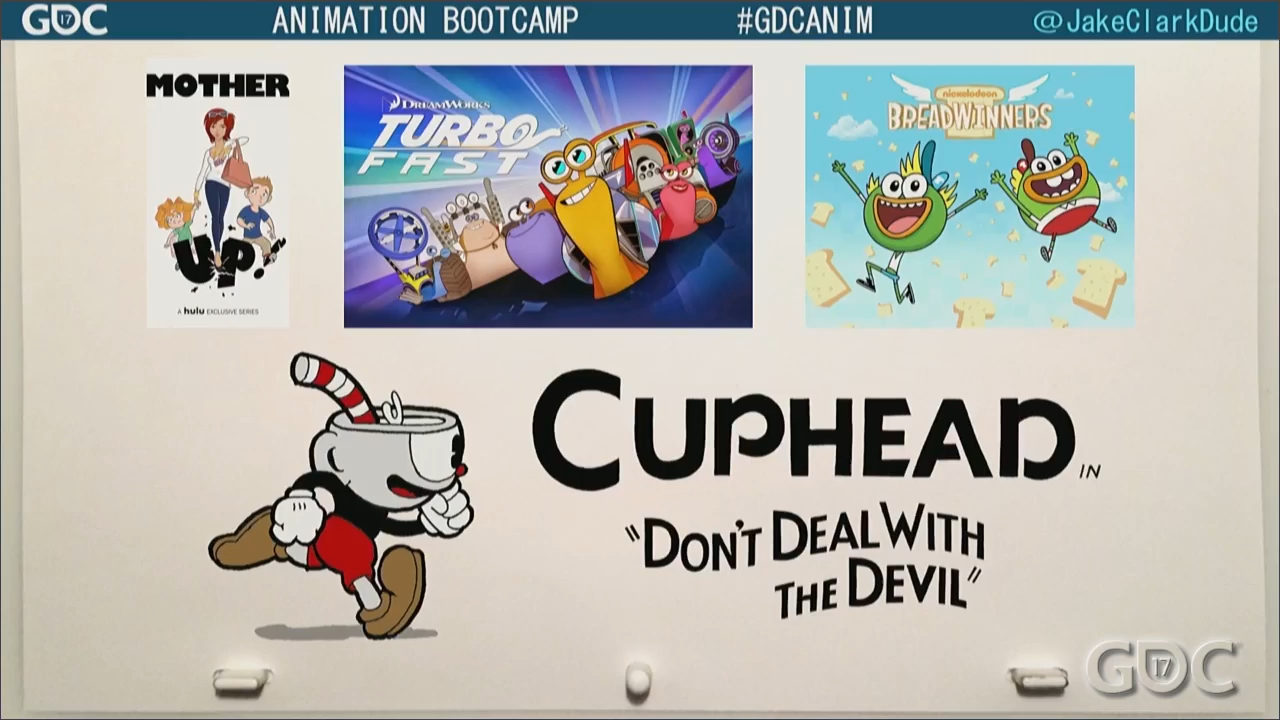 GDC 17
ANIMATION BOOTCAMP
#GDCANIM
@JakeClarkDude
MOTHER
UP!
A hulu EXCLUSIVE SERIES
DREAMWORKS
TURBO
FAST
nickelodeon
BREADWINNERS
CUPHEAD IN
"DON'T DEAL WITH
THE DEVIL"
GDC 17